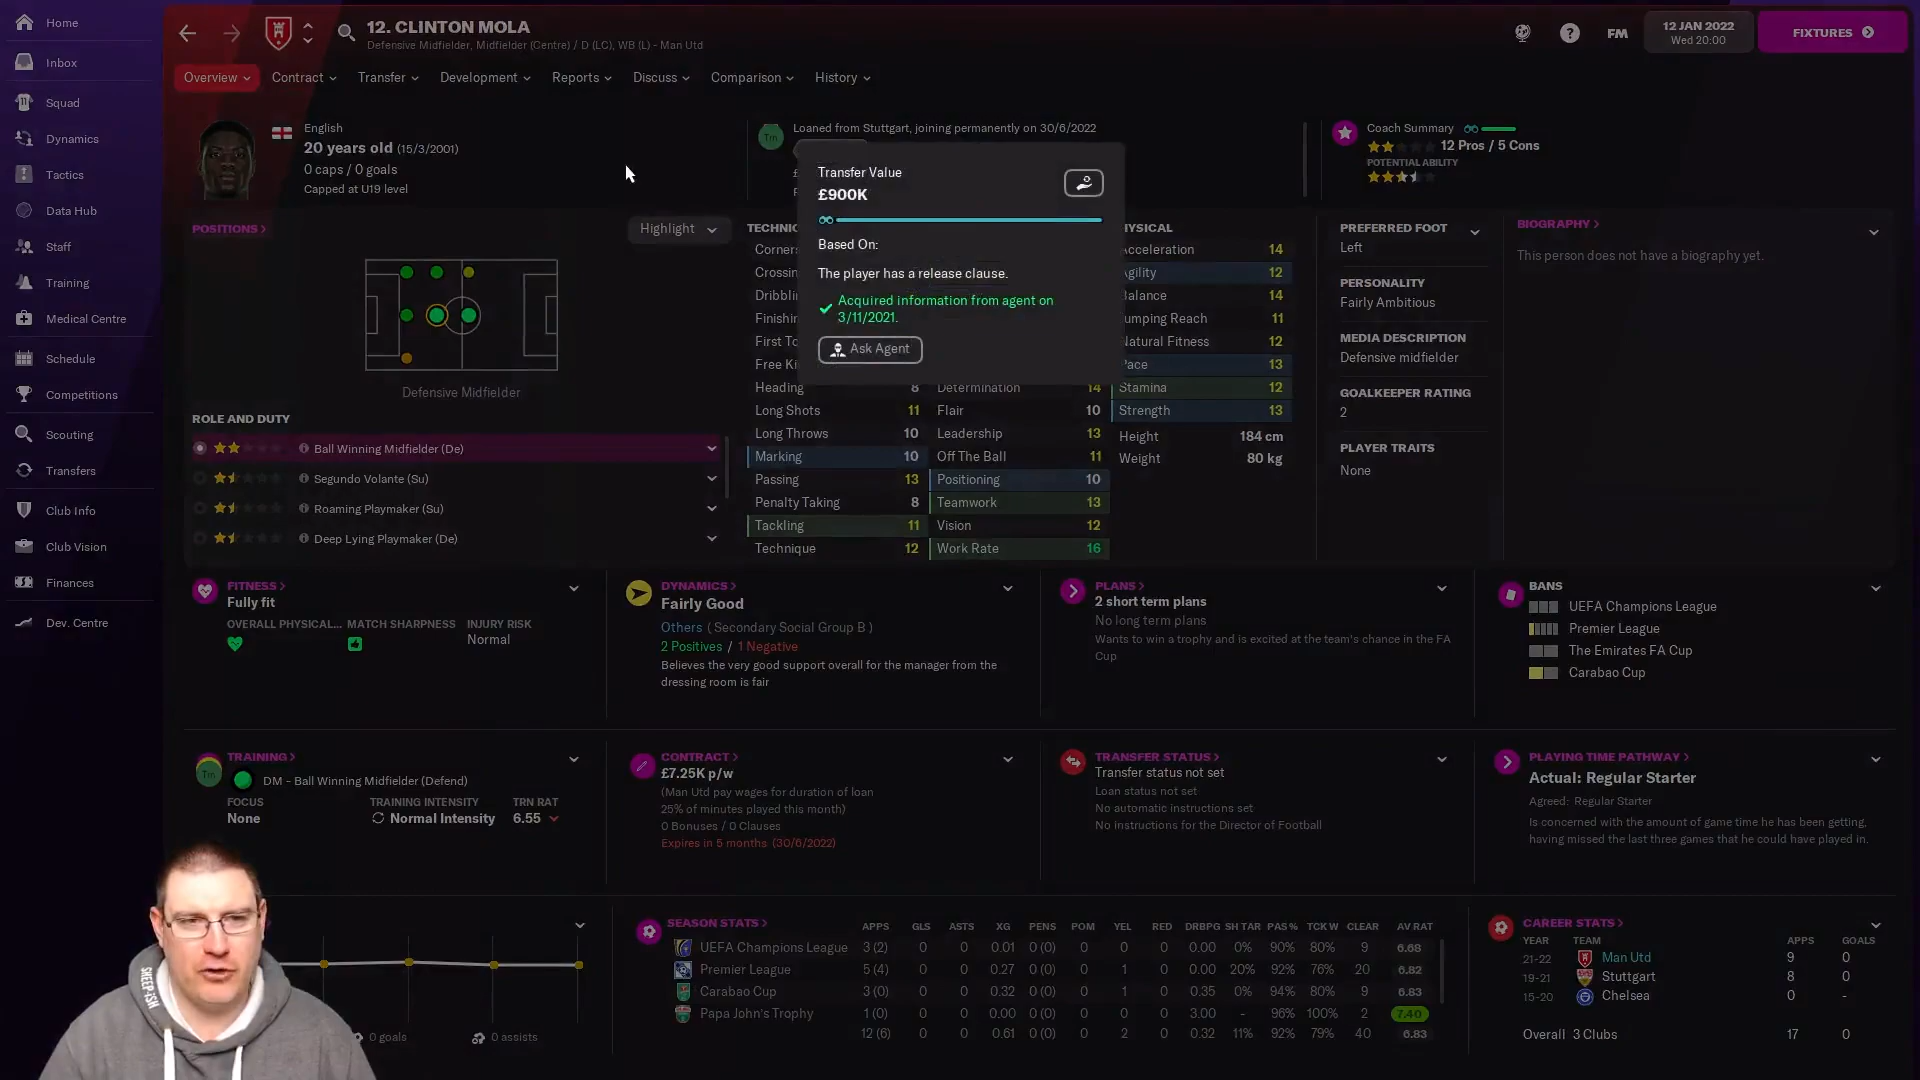 Home
Inbox
Squad
Dynamics
Tactics
Data Hub
Staff
Training
Medical Centre
Schedule
Competitions
Scouting
Transfers
Club Info
Club Vision
Finances
Dev. Centre
12. CLINTON MOLA
Defensive Midfielder, Midfielder (Centre) / D (LC), WB (L) - Man Utd
FM
12 JAN 2022
Wed 20:00
FIXTURES
Overview
Contract
Transfer
Development
Reports
Discuss
Comparison
History
English
20 years old (15/3/2001)
0 caps / 0 goals
Capped at U19 level
Trn
Loaned from Stuttgart, joining permanently on 30/6/2022
Transfer Value
£900K
Based On:
The player has a release clause.
Acquired information from agent on
3/11/2021.
Ask Agent
Coach Summary
12 Pros / 5 Cons
POTENTIAL ABILITY
POSITIONS >
Highlight
Defensive Midfielder
ROLE AND DUTY
Ball Winning Midfielder (De)
Segundo Volante (Su)
Roaming Playmaker (Su)
Deep Lying Playmaker (De)
Heading 8
Long Shots 11
Long Throws 10
Marking 10
Passing 13
Penalty Taking 8
Tackling 11
Technique 12
Determination 14
Flair 10
Leadership 13
Off The Ball 11
Positioning 10
Teamwork 13
Vision 12
Work Rate 16
14
12
14
11
12
13
Stamina 12
Strength 13
Height 184 cm
Weight 80 kg
PREFERRED FOOT
Left
PERSONALITY
Fairly Ambitious
MEDIA DESCRIPTION
Defensive midfielder
GOALKEEPER RATING
2
PLAYER TRAITS
None
BIOGRAPHY >
This person does not have a biography yet.
FITNESS >
Fully fit
OVERALL PHYSICAL... MATCH SHARPNESS INJURY RISK
Normal
DYNAMICS >
Fairly Good
Others ( Secondary Social Group B )
2 Positives / 1 Negative
Believes the very good support overall for the manager from the
dressing room is fair
PLANS >
2 short term plans
No long term plans
Wants to win a trophy and is excited at the team's chance in the FA
Cup
BANS
UEFA Champions League
Premier League
The Emirates FA Cup
Carabao Cup
TRAINING >
Trn
DM - Ball Winning Midfielder (Defend)
FOCUS TRAINING INTENSITY TRN RAT
None Normal Intensity 6.55
CONTRACT >
£7.25K p/w
(Man Utd pay wages for duration of loan
25% of minutes played this month)
0 Bonuses / 0 Clauses
Expires in 5 months (30/6/2022)
TRANSFER STATUS >
Transfer status not set
Loan status not set
No automatic instructions set
No instructions for the Director of Football
PLAYING TIME PATHWAY >
Actual: Regular Starter
Agreed: Regular Starter
Is concerned with the amount of game time he has been getting,
having missed the last three games that he could have played in.
SHEEP-ISH
0 goals
0 assists
SEASON STATS > APPS GLS ASTS XG PENS POM YEL RED DRBPG SH TAR PAS % TCK W CLEAR AV RAT
UEFA Champions League 3 (2) 0 0 0.01 0 (0) 0 0 0 0.00 0% 90% 80% 9 6.68
Premier League 5 (4) 0 0 0.27 0 (0) 0 1 0 0.00 20% 92% 76% 20 6.82
Carabao Cup 3 (0) 0 0 0.32 0 (0) 0 1 0 0.35 0% 94% 80% 9 6.83
Papa John's Trophy 1 (0) 0 0 0.00 0 (0) 0 0 0 3.00 - 96% 100% 2 7.40
12 (6) 0 0 0.61 0 (0) 0 2 0 0.32 11% 92% 79% 40 6.83
CAREER STATS >
YEAR TEAM APPS GOALS
21-22 Man Utd 9 0
19-21 Stuttgart 8 0
15-20 Chelsea 0 -
Overall 3 Clubs 17 0